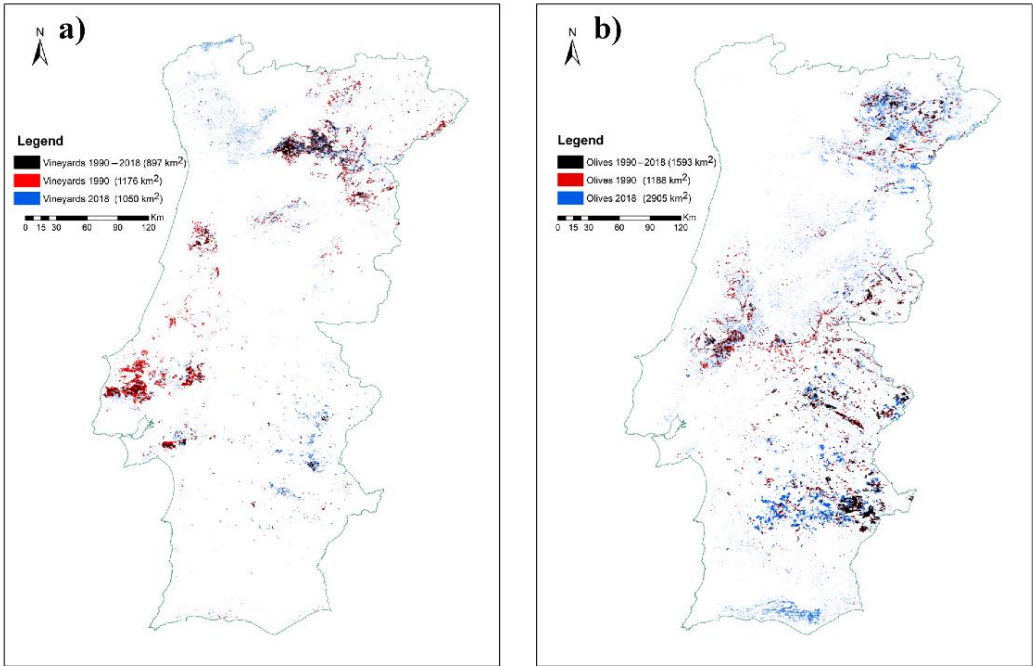 a)
N
Legend
Vineyards 1990–2018 (897 km²)
Vineyards 1990 (1176 km²)
Vineyards 2018 (1050 km²)
Km
0 15 30 60 90 120
b)
N
Legend
Olives 1990–2018 (1593 km²)
Olives 1990 (1188 km²)
Olives 2018 (2905 km²)
Km
0 15 30 60 90 120